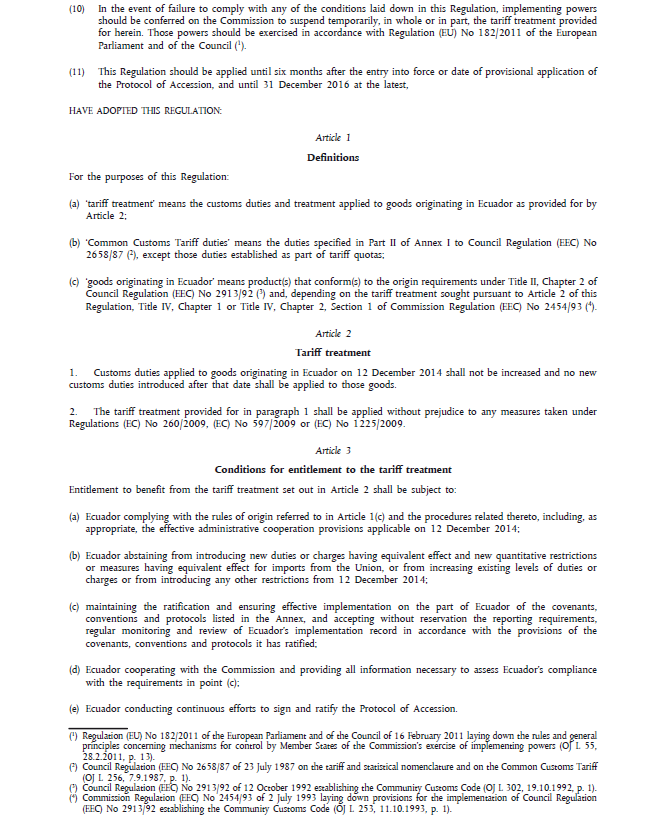 (10) In the event of failure to comply with any of the conditions laid down in this Regulation, implementing powers
should be conferred on the Commission to suspend temporarily, in whole or in part, the tariff treatment provided
for herein. Those powers should be exercised in accordance with Regulation (EU) No 182/2011 of the European
Parliament and of the Council (¹).
(11) This Regulation should be applied until six months after the entry into force or date of provisional application of
the Protocol of Accession, and until 31 December 2016 at the latest,
HAVE ADOPTED THIS REGULATION:
Article 1
Definitions
For the purposes of this Regulation:
(a) ‘tariff treatment’ means the customs duties and treatment applied to goods originating in Ecuador as provided for by
Article 2;
(b) ‘Common Customs Tariff duties’ means the duties specified in Part II of Annex I to Council Regulation (EEC) No
2658/87 (²), except those duties established as part of tariff quotas;
(c) ‘goods originating in Ecuador’ means product(s) that conform(s) to the origin requirements under Title II, Chapter 2 of
Council Regulation (EEC) No 2913/92 (³) and, depending on the tariff treatment sought pursuant to Article 2 of this
Regulation, Title IV, Chapter 1 or Title IV, Chapter 2, Section 1 of Commission Regulation (EEC) No 2454/93 (⁴).
Article 2
Tariff treatment
1. Customs duties applied to goods originating in Ecuador on 12 December 2014 shall not be increased and no new
customs duties introduced after that date shall be applied to those goods.
2. The tariff treatment provided for in paragraph 1 shall be applied without prejudice to any measures taken under
Regulations (EC) No 260/2009, (EC) No 597/2009 or (EC) No 1225/2009.
Article 3
Conditions for entitlement to the tariff treatment
Entitlement to benefit from the tariff treatment set out in Article 2 shall be subject to:
(a) Ecuador complying with the rules of origin referred to in Article 1(c) and the procedures related thereto, including, as
appropriate, the effective administrative cooperation provisions applicable on 12 December 2014;
(b) Ecuador abstaining from introducing new duties or charges having equivalent effect and new quantitative restrictions
or measures having equivalent effect for imports from the Union, or from increasing existing levels of duties or
charges or from introducing any other restrictions from 12 December 2014;
(c) maintaining the ratification and ensuring effective implementation on the part of Ecuador of the covenants,
conventions and protocols listed in the Annex, and accepting without reservation the reporting requirements,
regular monitoring and review of Ecuador's implementation record in accordance with the provisions of the
covenants, conventions and protocols it has ratified;
(d) Ecuador cooperating with the Commission and providing all information necessary to assess Ecuador's compliance
with the requirements in point (c);
(e) Ecuador conducting continuous efforts to sign and ratify the Protocol of Accession.
(¹) Regulation (EU) No 182/2011 of the European Parliament and of the Council of 16 February 2011 laying down the rules and general
principles concerning mechanisms for control by Member States of the Commission's exercise of implementing powers (OJ L 55,
28.2.2011, p. 13).
(²) Council Regulation (EEC) No 2658/87 of 23 July 1987 on the tariff and statistical nomenclature and on the Common Customs Tariff
(OJ L 256, 7.9.1987, p. 1).
(³) Council Regulation (EEC) No 2913/92 of 12 October 1992 establishing the Community Customs Code (OJ L 302, 19.10.1992, p. 1).
(⁴) Commission Regulation (EEC) No 2454/93 of 2 July 1993 laying down provisions for the implementation of Council Regulation
(EEC) No 2913/92 establishing the Community Customs Code (OJ L 253, 11.10.1993, p. 1).